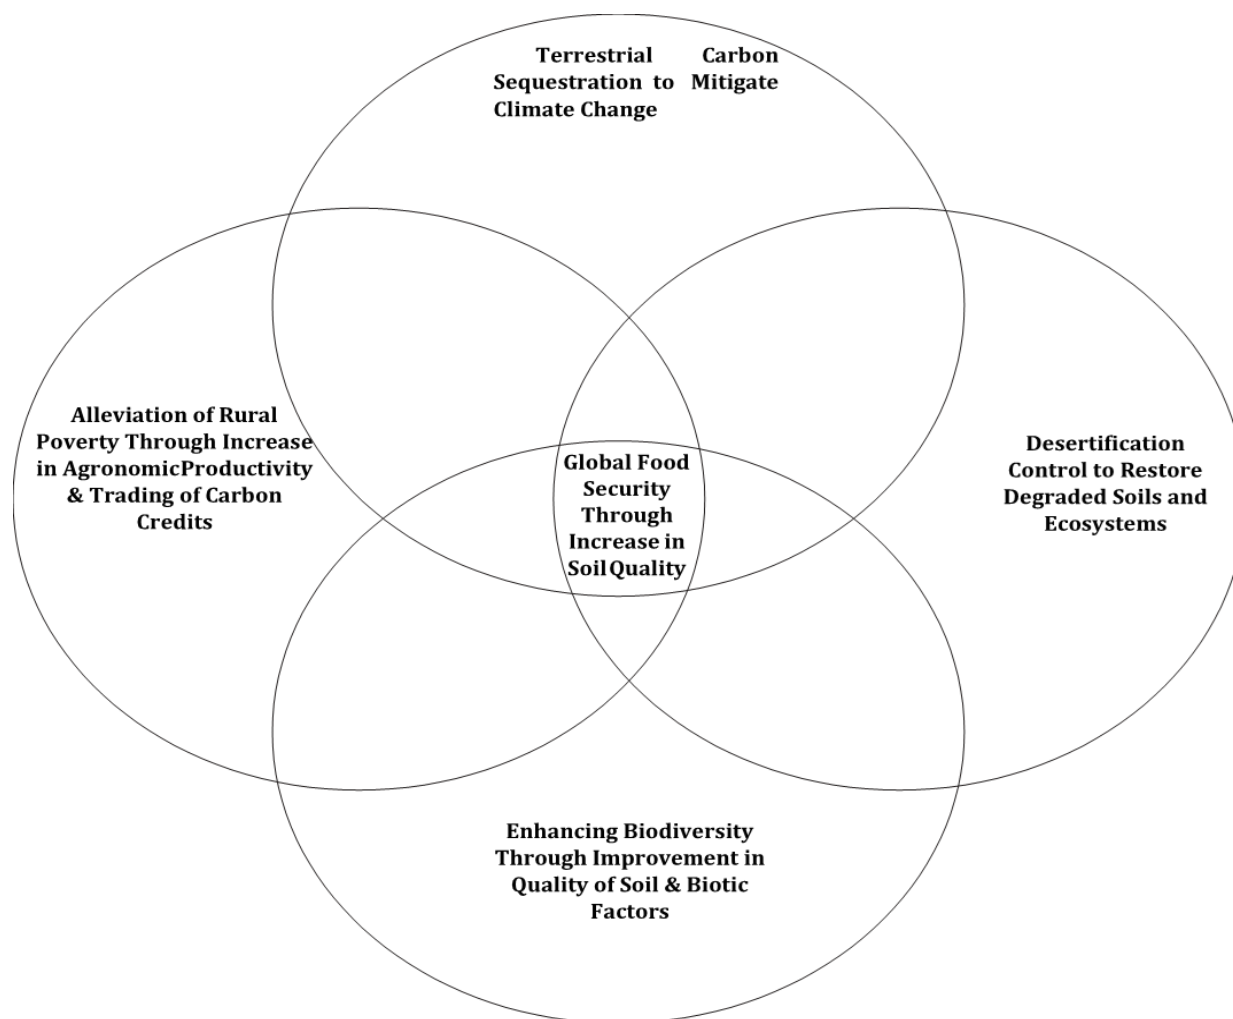 Terrestrial Carbon
Sequestration to Mitigate
Climate Change
Alleviation of Rural
Poverty Through Increase
in AgronomicProductivity
& Trading of Carbon
Credits
Global Food
Security
Through
Increase in
SoilQuality
Desertification
Control to Restore
Degraded Soils and
Ecosystems
Enhancing Biodiversity
Through Improvement in
Quality of Soil & Biotic
Factors